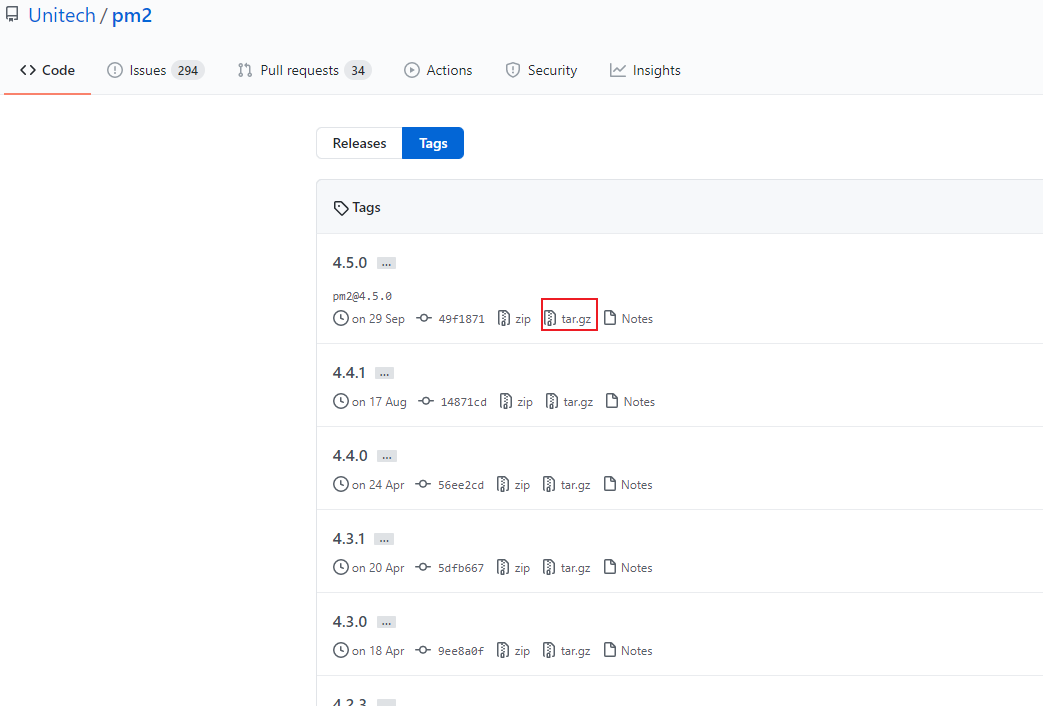 Unitech / pm2
Code Issues 294 Pull requests 34 Actions Security Insights
Releases Tags
Tags
4.5.0 ...
pm2@4.5.0
on 29 Sep 49f1871 zip tar.gz Notes
4.4.1 ...
on 17 Aug 14871cd zip tar.gz Notes
4.4.0 ...
on 24 Apr 56ee2cd zip tar.gz Notes
4.3.1 ...
on 20 Apr 5dfb667 zip tar.gz Notes
4.3.0 ...
on 18 Apr 9ee8a0f zip tar.gz Notes
4.2.3